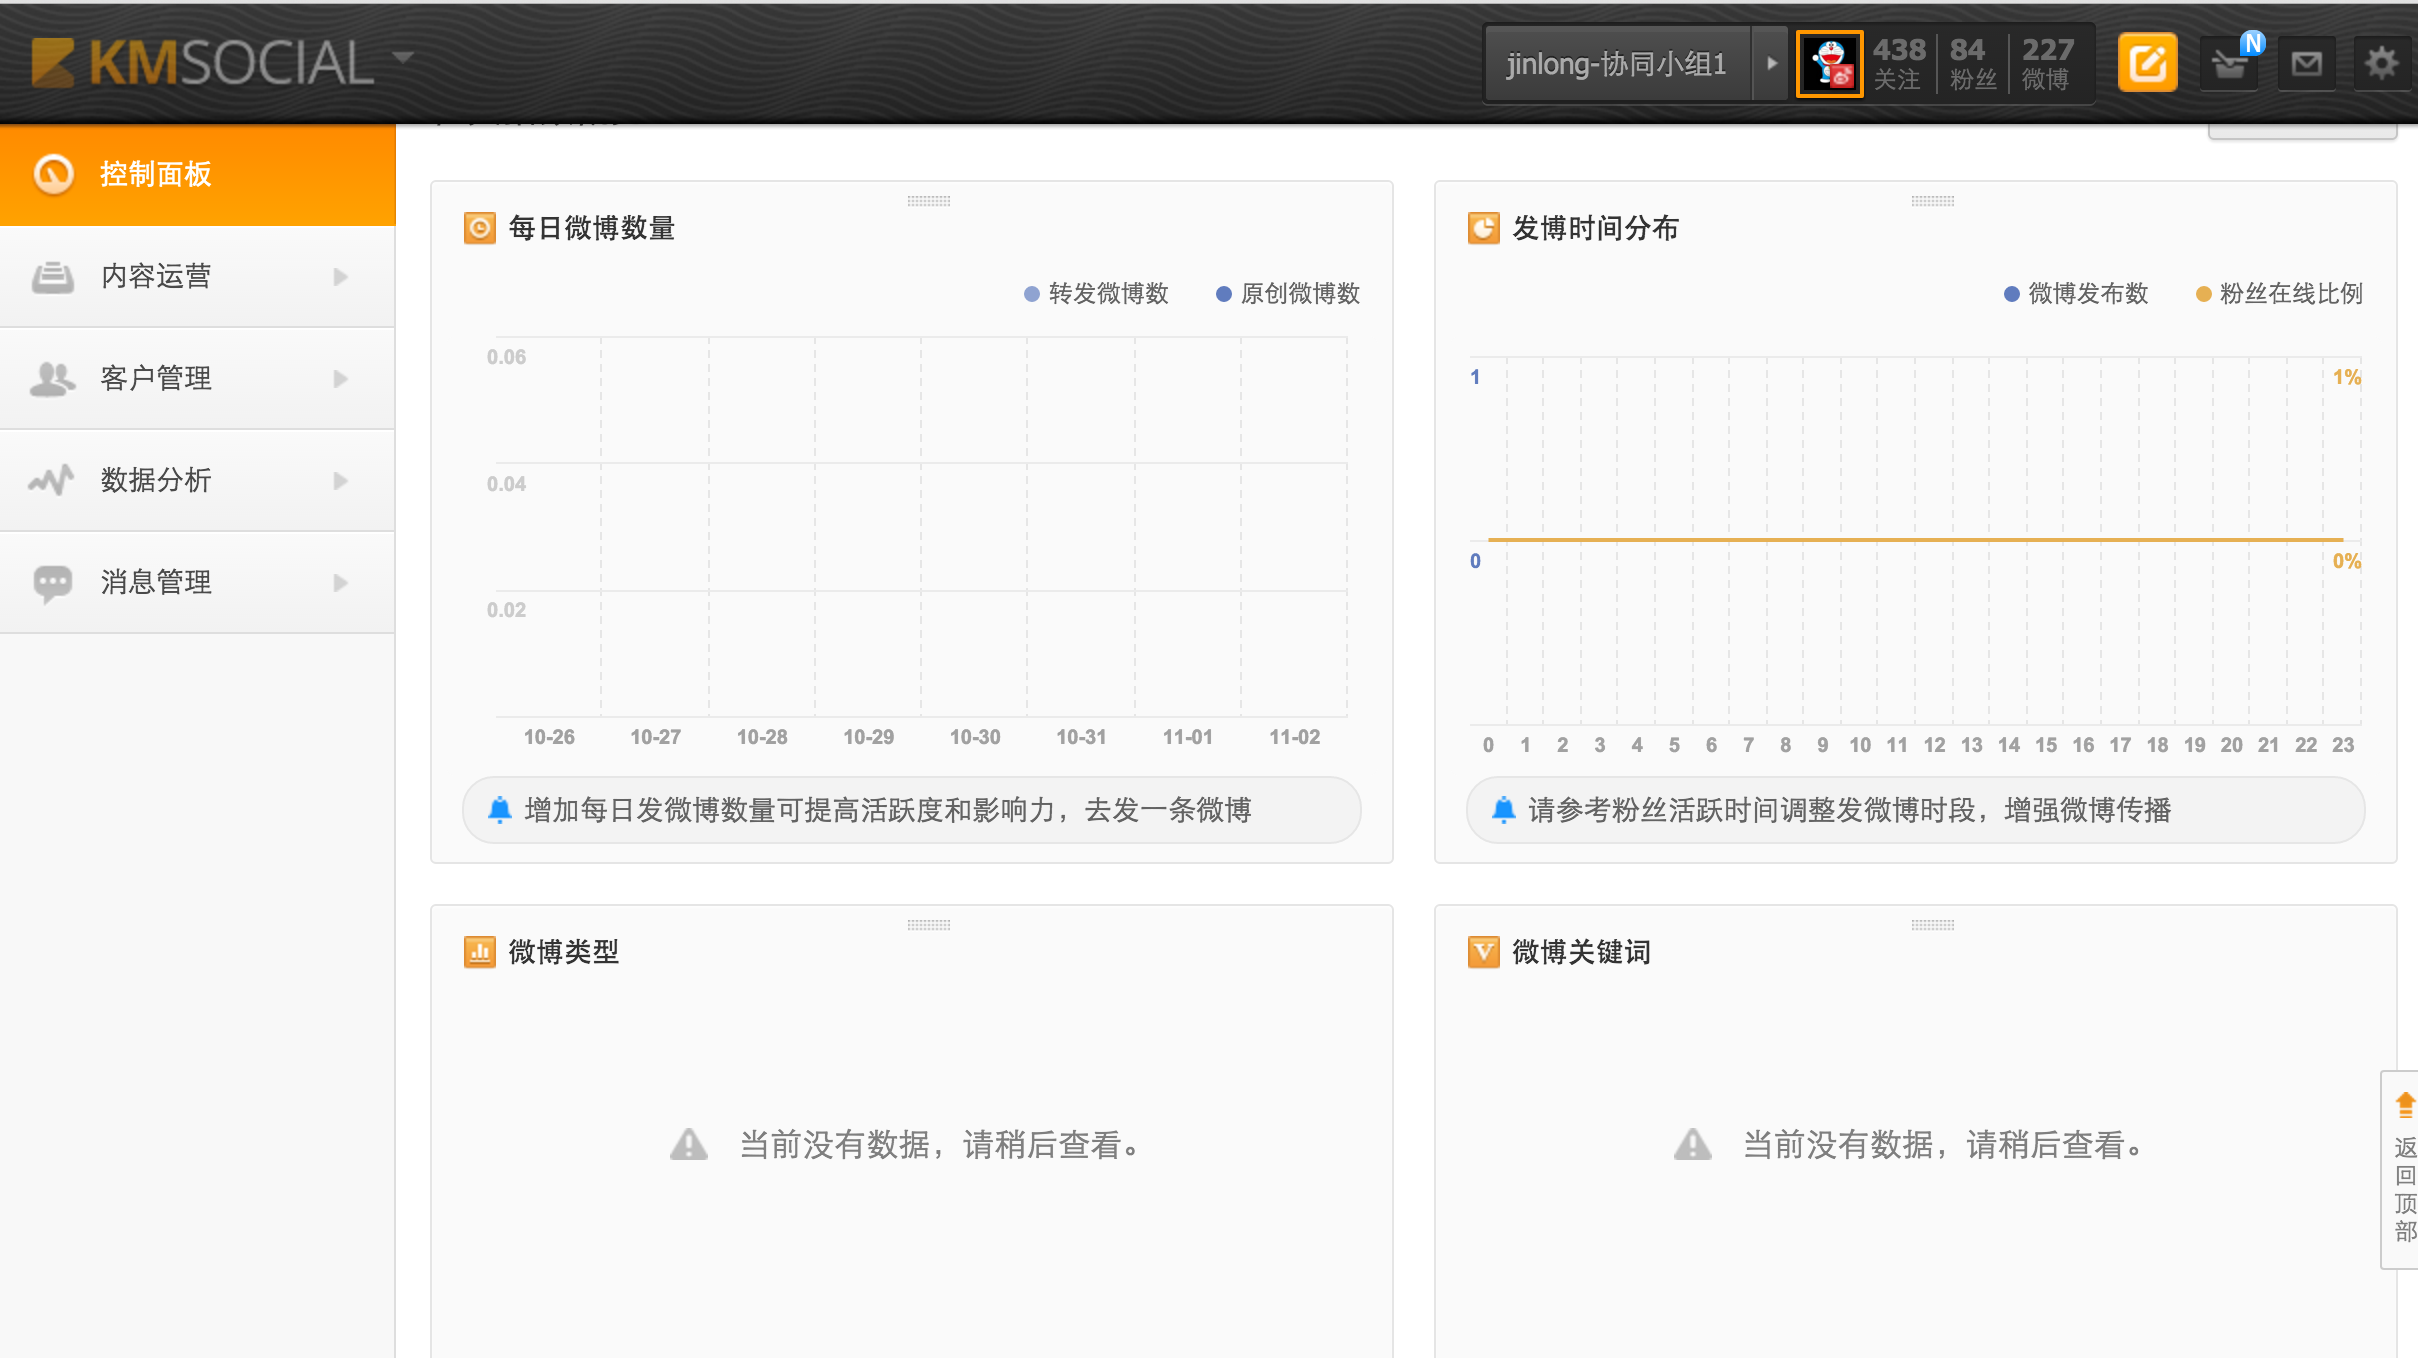 KMSOCIAL
jinlong-协同小组1
438 84 227
关注 粉丝 微博
N
控制面板
内容运营
客户管理
数据分析
消息管理
每日微博数量
转发微博数 原创微博数
0.06
0.04
0.02
10-26 10-27 10-28 10-29 10-30 10-31 11-01 11-02
增加每日发微博数量可提高活跃度和影响力，去发一条微博
发博时间分布
微博发布数 粉丝在线比例
1 1%
0 0%
0 1 2 3 4 5 6 7 8 9 10 11 12 13 14 15 16 17 18 19 20 21 22 23
请参考粉丝活跃时间调整发微博时段，增强微博传播
微博类型
当前没有数据，请稍后查看。
V 微博关键词
当前没有数据，请稍后查看。
返回顶部